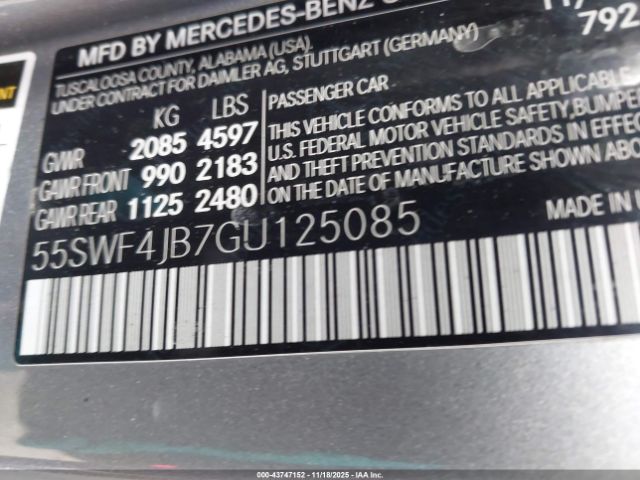 MFD BY MERCEDES-BENZ
TUSCALOOSA COUNTY, ALABAMA (USA).
UNDER CONTRACT FOR DAIMLER AG, STUTTGART (GERMANY)
792
KG LBS
GVWR 2085 4597
GAWR FRONT 990 2183
GAWR REAR 1125 2480
PASSENGER CAR
THIS VEHICLE CONFORMS TO ALL APPLICABLE
U.S. FEDERAL MOTOR VEHICLE SAFETY, BUMPE
AND THEFT PREVENTION STANDARDS IN EFFEC
ON THE DATE OF MANUFACTURE SHOWN ABO
55SWF4JB7GU125085
MADE IN
000-43747152 | 11/18/2025 - IAA/US